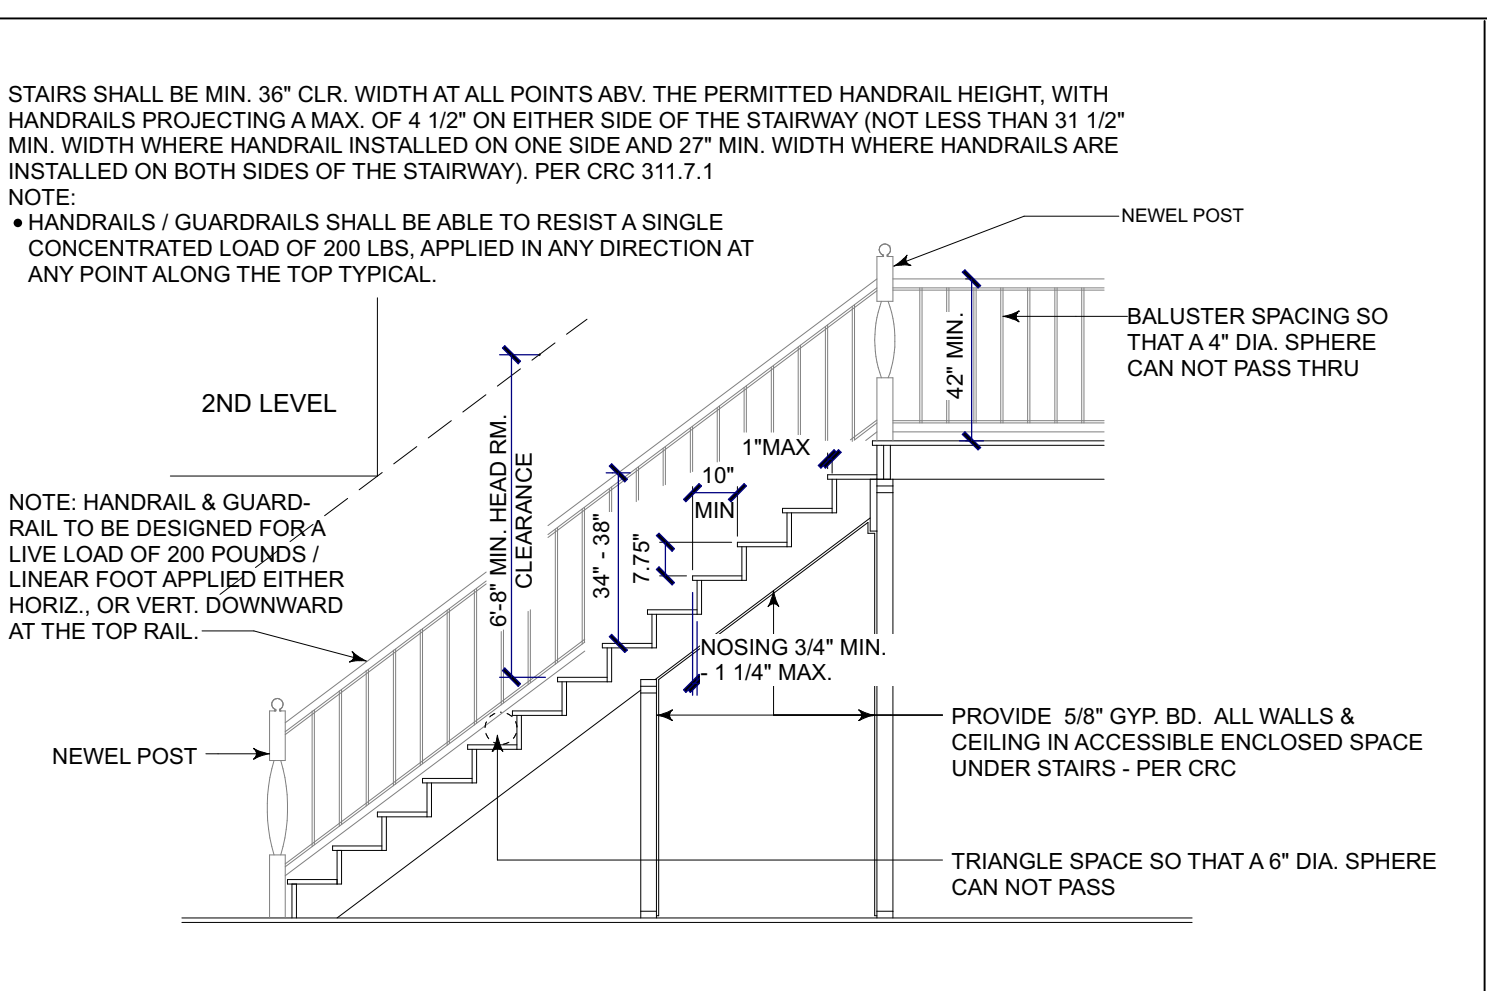 STAIRS SHALL BE MIN. 36" CLR. WIDTH AT ALL POINTS ABV. THE PERMITTED HANDRAIL HEIGHT, WITH
HANDRAILS PROJECTING A MAX. OF 4 1/2" ON EITHER SIDE OF THE STAIRWAY (NOT LESS THAN 31 1/2"
MIN. WIDTH WHERE HANDRAIL INSTALLED ON ONE SIDE AND 27" MIN. WIDTH WHERE HANDRAILS ARE
INSTALLED ON BOTH SIDES OF THE STAIRWAY). PER CRC 311.7.1
NOTE:
• HANDRAILS / GUARDRAILS SHALL BE ABLE TO RESIST A SINGLE
CONCENTRATED LOAD OF 200 LBS, APPLIED IN ANY DIRECTION AT
ANY POINT ALONG THE TOP TYPICAL.
NEWEL POST
BALUSTER SPACING SO
THAT A 4" DIA. SPHERE
CAN NOT PASS THRU
42" MIN.
2ND LEVEL
6'-8" MIN. HEAD RM.
CLEARANCE
1"MAX
10"
MIN
34" - 38"
7.75"
NOTE: HANDRAIL & GUARD-
RAIL TO BE DESIGNED FOR A
LIVE LOAD OF 200 POUNDS /
LINEAR FOOT APPLIED EITHER
HORIZ., OR VERT. DOWNWARD
AT THE TOP RAIL.
NOSING 3/4" MIN.
- 1 1/4" MAX.
NEWEL POST
PROVIDE 5/8" GYP. BD. ALL WALLS &
CEILING IN ACCESSIBLE ENCLOSED SPACE
UNDER STAIRS - PER CRC
TRIANGLE SPACE SO THAT A 6" DIA. SPHERE
CAN NOT PASS